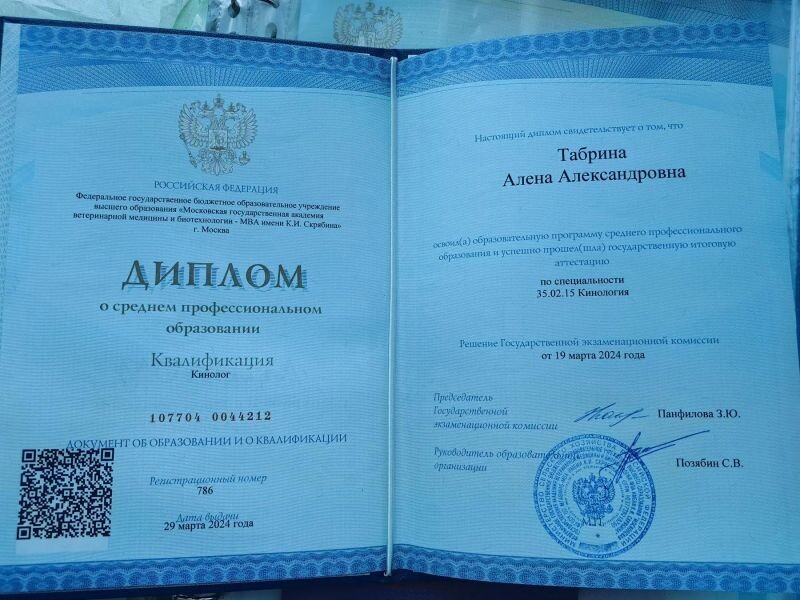 РОССИЙСКАЯ ФЕДЕРАЦИЯ
Федеральное государственное бюджетное образовательное учреждение
высшего образования «Московская государственная академия
ветеринарной медицины и биотехнологии - МВА имени К.И. Скрябина»
г. Москва
ДИПЛОМ
о среднем профессиональном
образовании
Квалификация
Кинолог
107704 0044212
ДОКУМЕНТ ОБ ОБРАЗОВАНИИ И О КВАЛИФИКАЦИИ
Регистрационный номер
786
Дата выдачи
29 марта 2024 года
Настоящий диплом свидетельствует о том, что
Табрина
Алена Александровна
освоил(а) образовательную программу среднего профессионального
образования и успешно прошел(шла) государственную итоговую
аттестацию
по специальности
35.02.15 Кинология
Решение Государственной экзаменационной комиссии
от 19 марта 2024 года
Председатель
Государственной
экзаменационной комиссии
Панфилова З.Ю.
Руководитель образовательной
организации
Позябин С.В.
М.П.